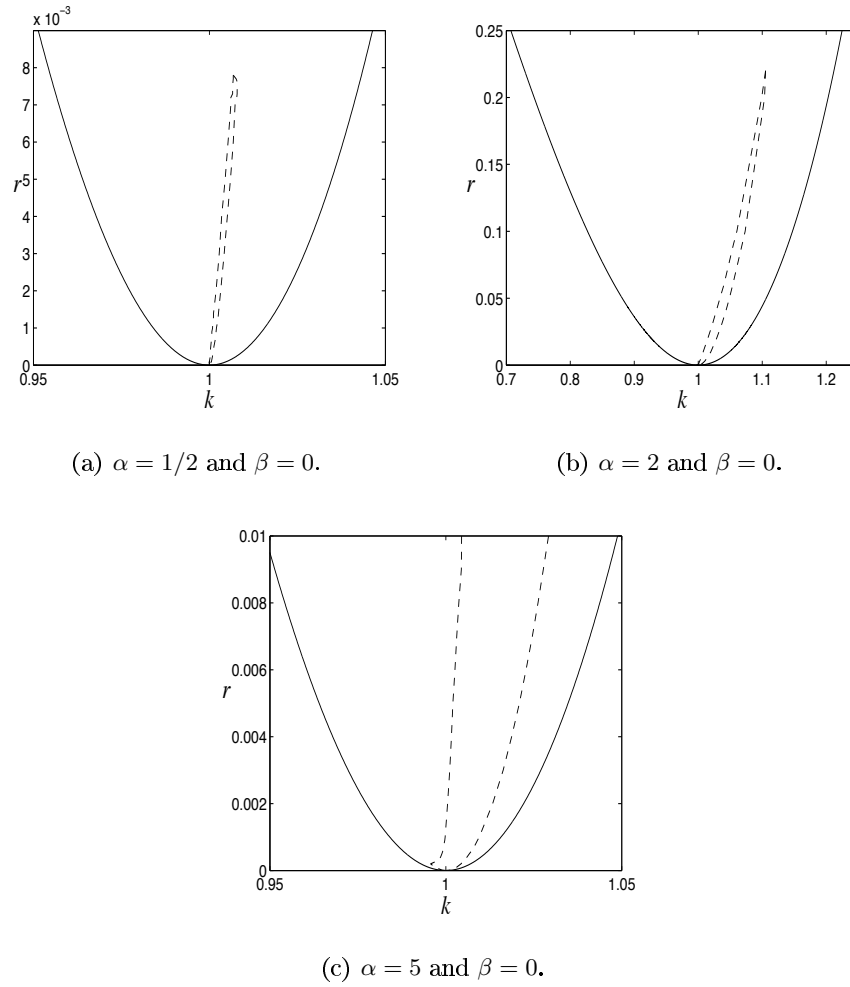 x 10⁻³
8
7
6
r 5
4
3
2
1
0
0.95 1 1.05
k
(a) α = 1/2 and β = 0.
0.25
0.2
0.15
r
0.1
0.05
0
0.7 0.8 0.9 1 1.1 1.2
k
(b) α = 2 and β = 0.
0.01
0.008
0.006
r
0.004
0.002
0
0.95 1 1.05
k
(c) α = 5 and β = 0.